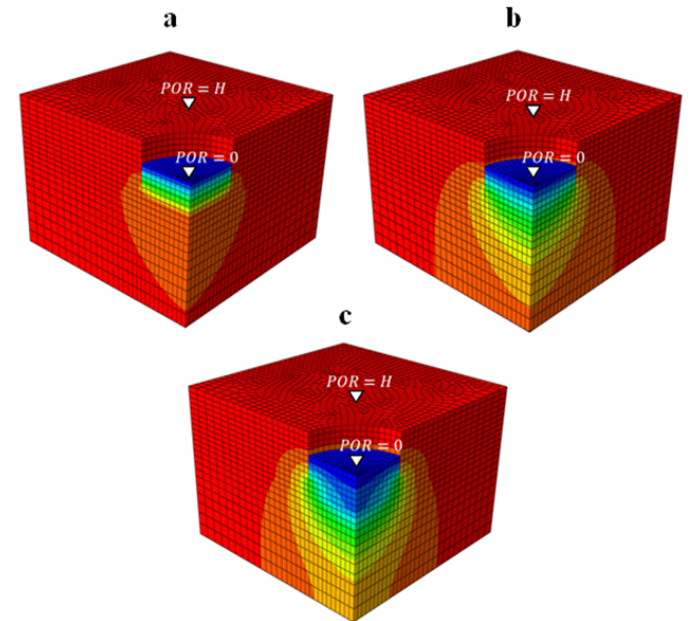 a
b
POR = H
POR = H
POR = 0
POR = 0
c
POR = H
POR = 0